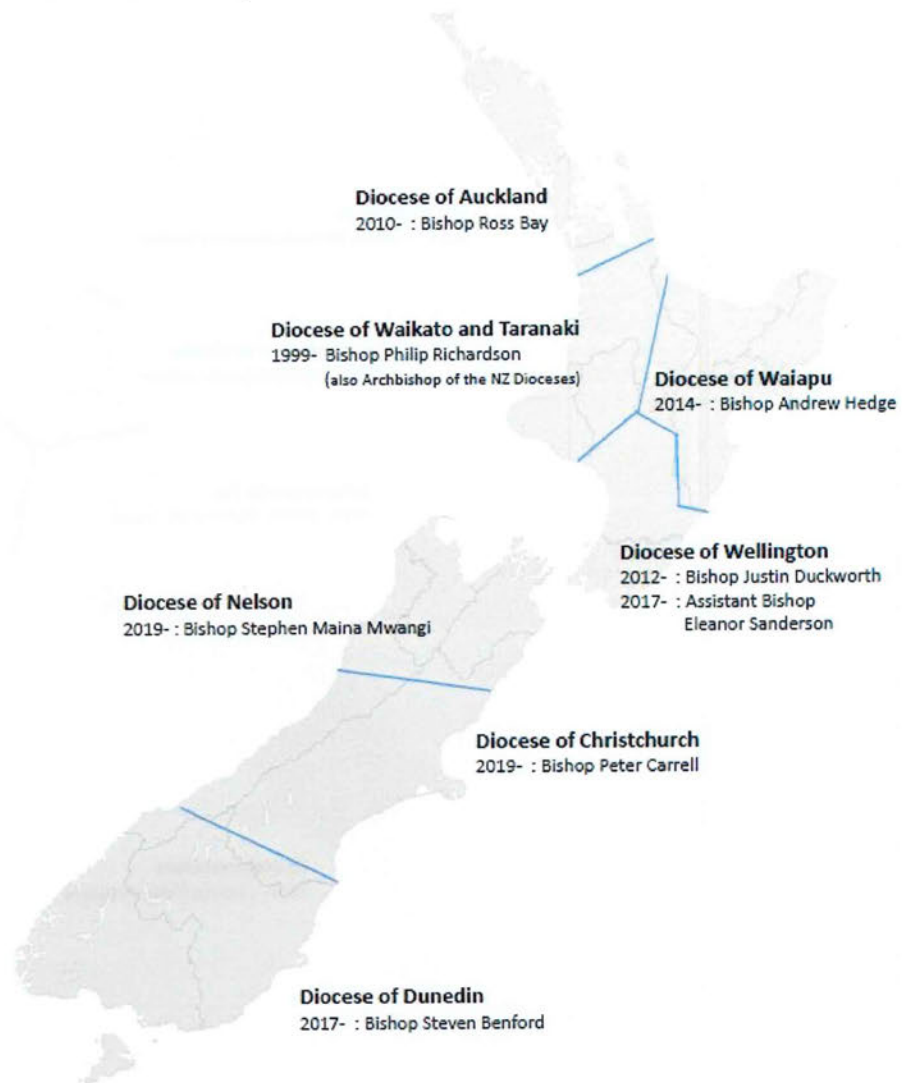 Diocese of Auckland
2010- : Bishop Ross Bay
Diocese of Waikato and Taranaki
1999- Bishop Philip Richardson
(also Archbishop of the NZ Dioceses)
Diocese of Waiapu
2014- : Bishop Andrew Hedge
Diocese of Wellington
2012- : Bishop Justin Duckworth
2017- : Assistant Bishop
Eleanor Sanderson
Diocese of Nelson
2019- : Bishop Stephen Maina Mwangi
Diocese of Christchurch
2019- : Bishop Peter Carrell
Diocese of Dunedin
2017- : Bishop Steven Benford